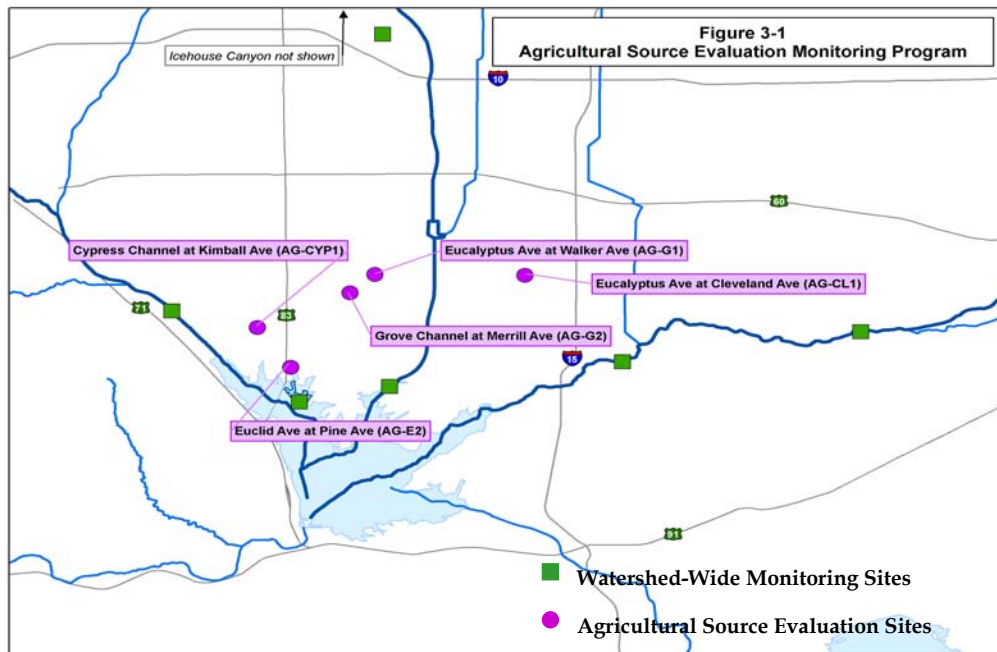 Figure 3-1
Agricultural Source Evaluation Monitoring Program
Icehouse Canyon not shown
10
60
Cypress Channel at Kimball Ave (AG-CYP1)
Eucalyptus Ave at Walker Ave (AG-G1)
Eucalyptus Ave at Cleveland Ave (AG-CL1)
71
83
Grove Channel at Merrill Ave (AG-G2)
15
Euclid Ave at Pine Ave (AG-E2)
91
Watershed-Wide Monitoring Sites
Agricultural Source Evaluation Sites